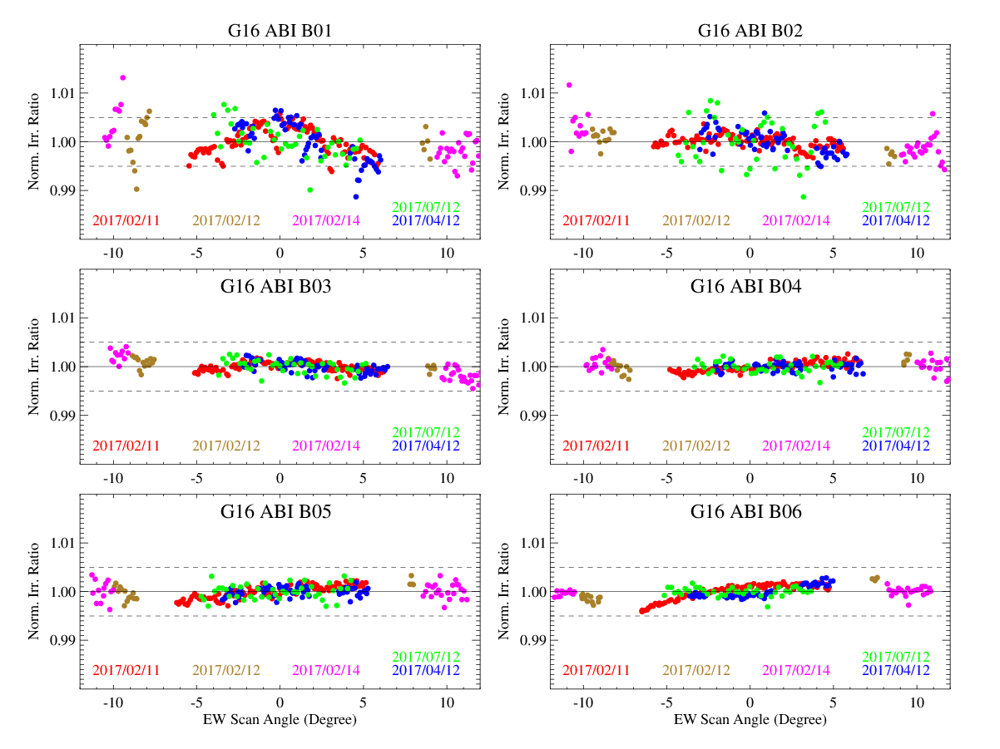 G16 ABI B01
Norm. Irr. Ratio
1.01
1.00
0.99
2017/07/12
2017/02/11 2017/02/12 2017/02/14 2017/04/12
-10 -5 0 5 10
G16 ABI B02
Norm. Irr. Ratio
1.01
1.00
0.99
2017/07/12
2017/02/11 2017/02/12 2017/02/14 2017/04/12
-10 -5 0 5 10
G16 ABI B03
Norm. Irr. Ratio
1.01
1.00
0.99
2017/07/12
2017/02/11 2017/02/12 2017/02/14 2017/04/12
-10 -5 0 5 10
G16 ABI B04
Norm. Irr. Ratio
1.01
1.00
0.99
2017/07/12
2017/02/11 2017/02/12 2017/02/14 2017/04/12
-10 -5 0 5 10
G16 ABI B05
Norm. Irr. Ratio
1.01
1.00
0.99
2017/07/12
2017/02/11 2017/02/12 2017/02/14 2017/04/12
-10 -5 0 5 10
EW Scan Angle (Degree)
G16 ABI B06
Norm. Irr. Ratio
1.01
1.00
0.99
2017/07/12
2017/02/11 2017/02/12 2017/02/14 2017/04/12
-10 -5 0 5 10
EW Scan Angle (Degree)